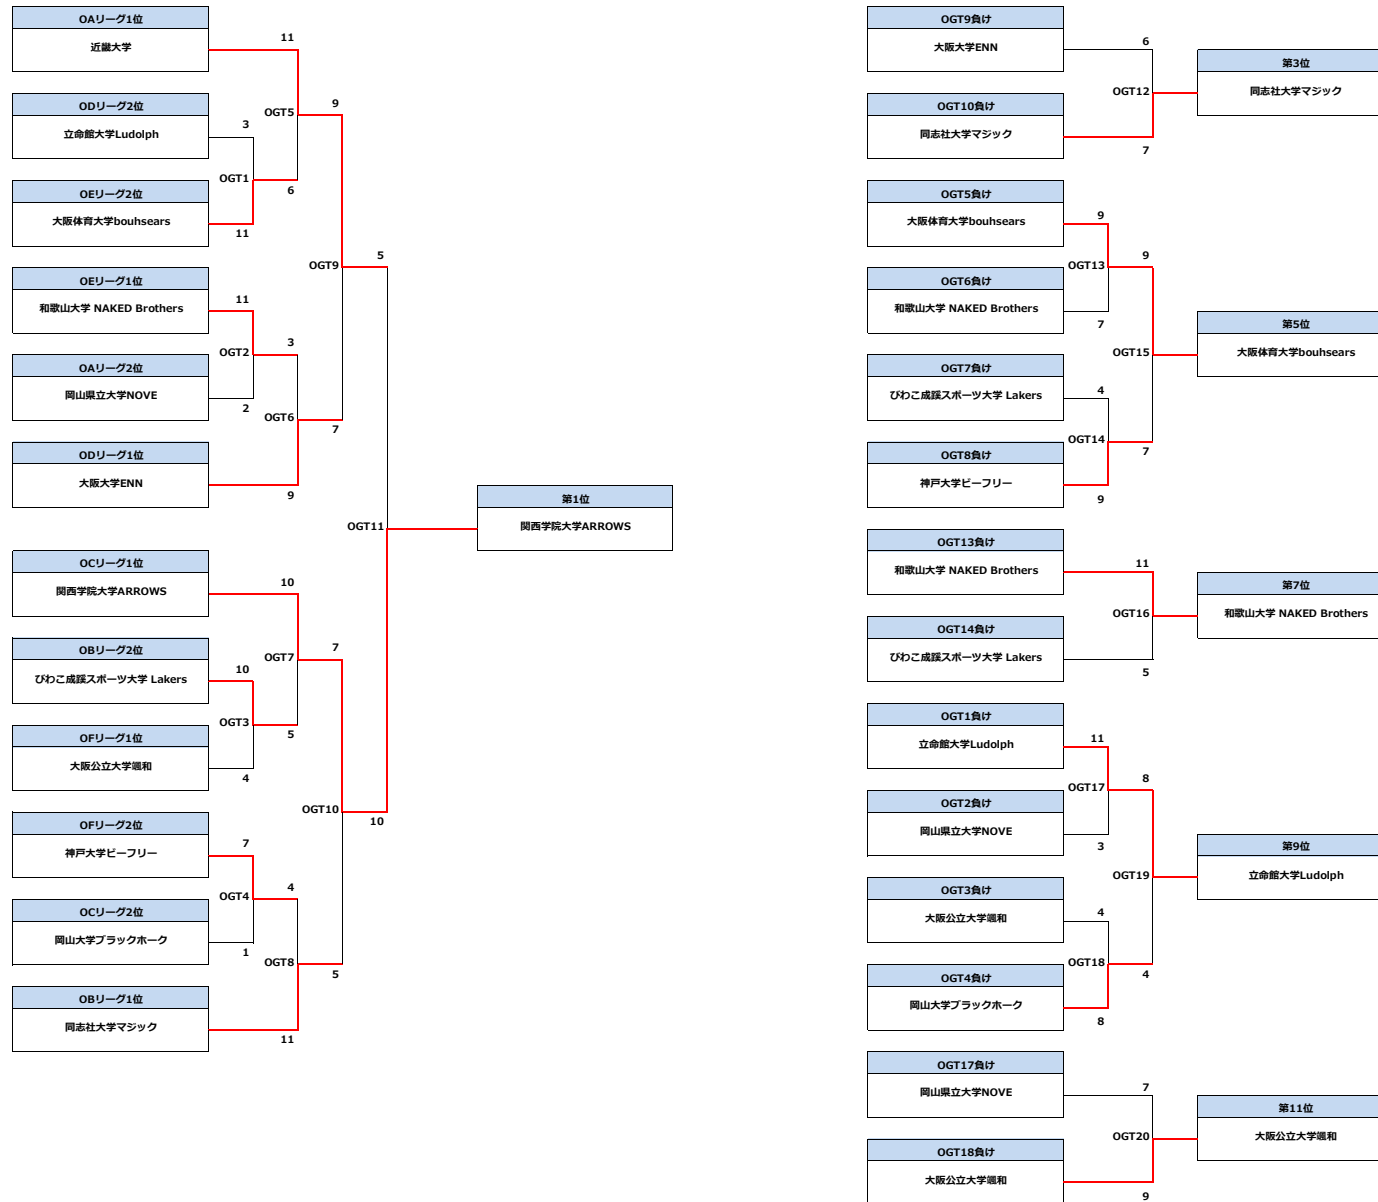 OAリーグ1位
近畿大学
11
ODリーグ2位
立命館大学Ludolph
3
OGT5
9
OGT1
6
OEリーグ2位
大阪体育大学bouhsears
11
OGT9
5
OEリーグ1位
和歌山大学 NAKED Brothers
11
OGT2
3
OAリーグ2位
岡山県立大学NOVE
2
OGT6
7
ODリーグ1位
大阪大学ENN
9
OGT11
第1位
関西学院大学ARROWS
OCリーグ1位
関西学院大学ARROWS
10
OBリーグ2位
びわこ成蹊スポーツ大学 Lakers
10
OGT7
7
OGT3
5
OFリーグ1位
大阪公立大学颯和
4
OGT10
10
OFリーグ2位
神戸大学ビーフリー
7
OGT4
4
OCリーグ2位
岡山大学ブラックホーク
1
OGT8
5
OBリーグ1位
同志社大学マジック
11
OGT9負け
大阪大学ENN
6
OGT12
第3位
同志社大学マジック
OGT10負け
同志社大学マジック
7
OGT5負け
大阪体育大学bouhsears
9
OGT13
9
OGT6負け
和歌山大学 NAKED Brothers
7
OGT15
第5位
大阪体育大学bouhsears
OGT7負け
びわこ成蹊スポーツ大学 Lakers
4
OGT14
7
OGT8負け
神戸大学ビーフリー
9
OGT13負け
和歌山大学 NAKED Brothers
11
OGT16
第7位
和歌山大学 NAKED Brothers
OGT14負け
びわこ成蹊スポーツ大学 Lakers
5
OGT1負け
立命館大学Ludolph
11
OGT17
8
OGT2負け
岡山県立大学NOVE
3
OGT19
第9位
立命館大学Ludolph
OGT3負け
大阪公立大学颯和
4
OGT18
4
OGT4負け
岡山大学ブラックホーク
8
OGT17負け
岡山県立大学NOVE
7
OGT20
第11位
大阪公立大学颯和
OGT18負け
大阪公立大学颯和
9